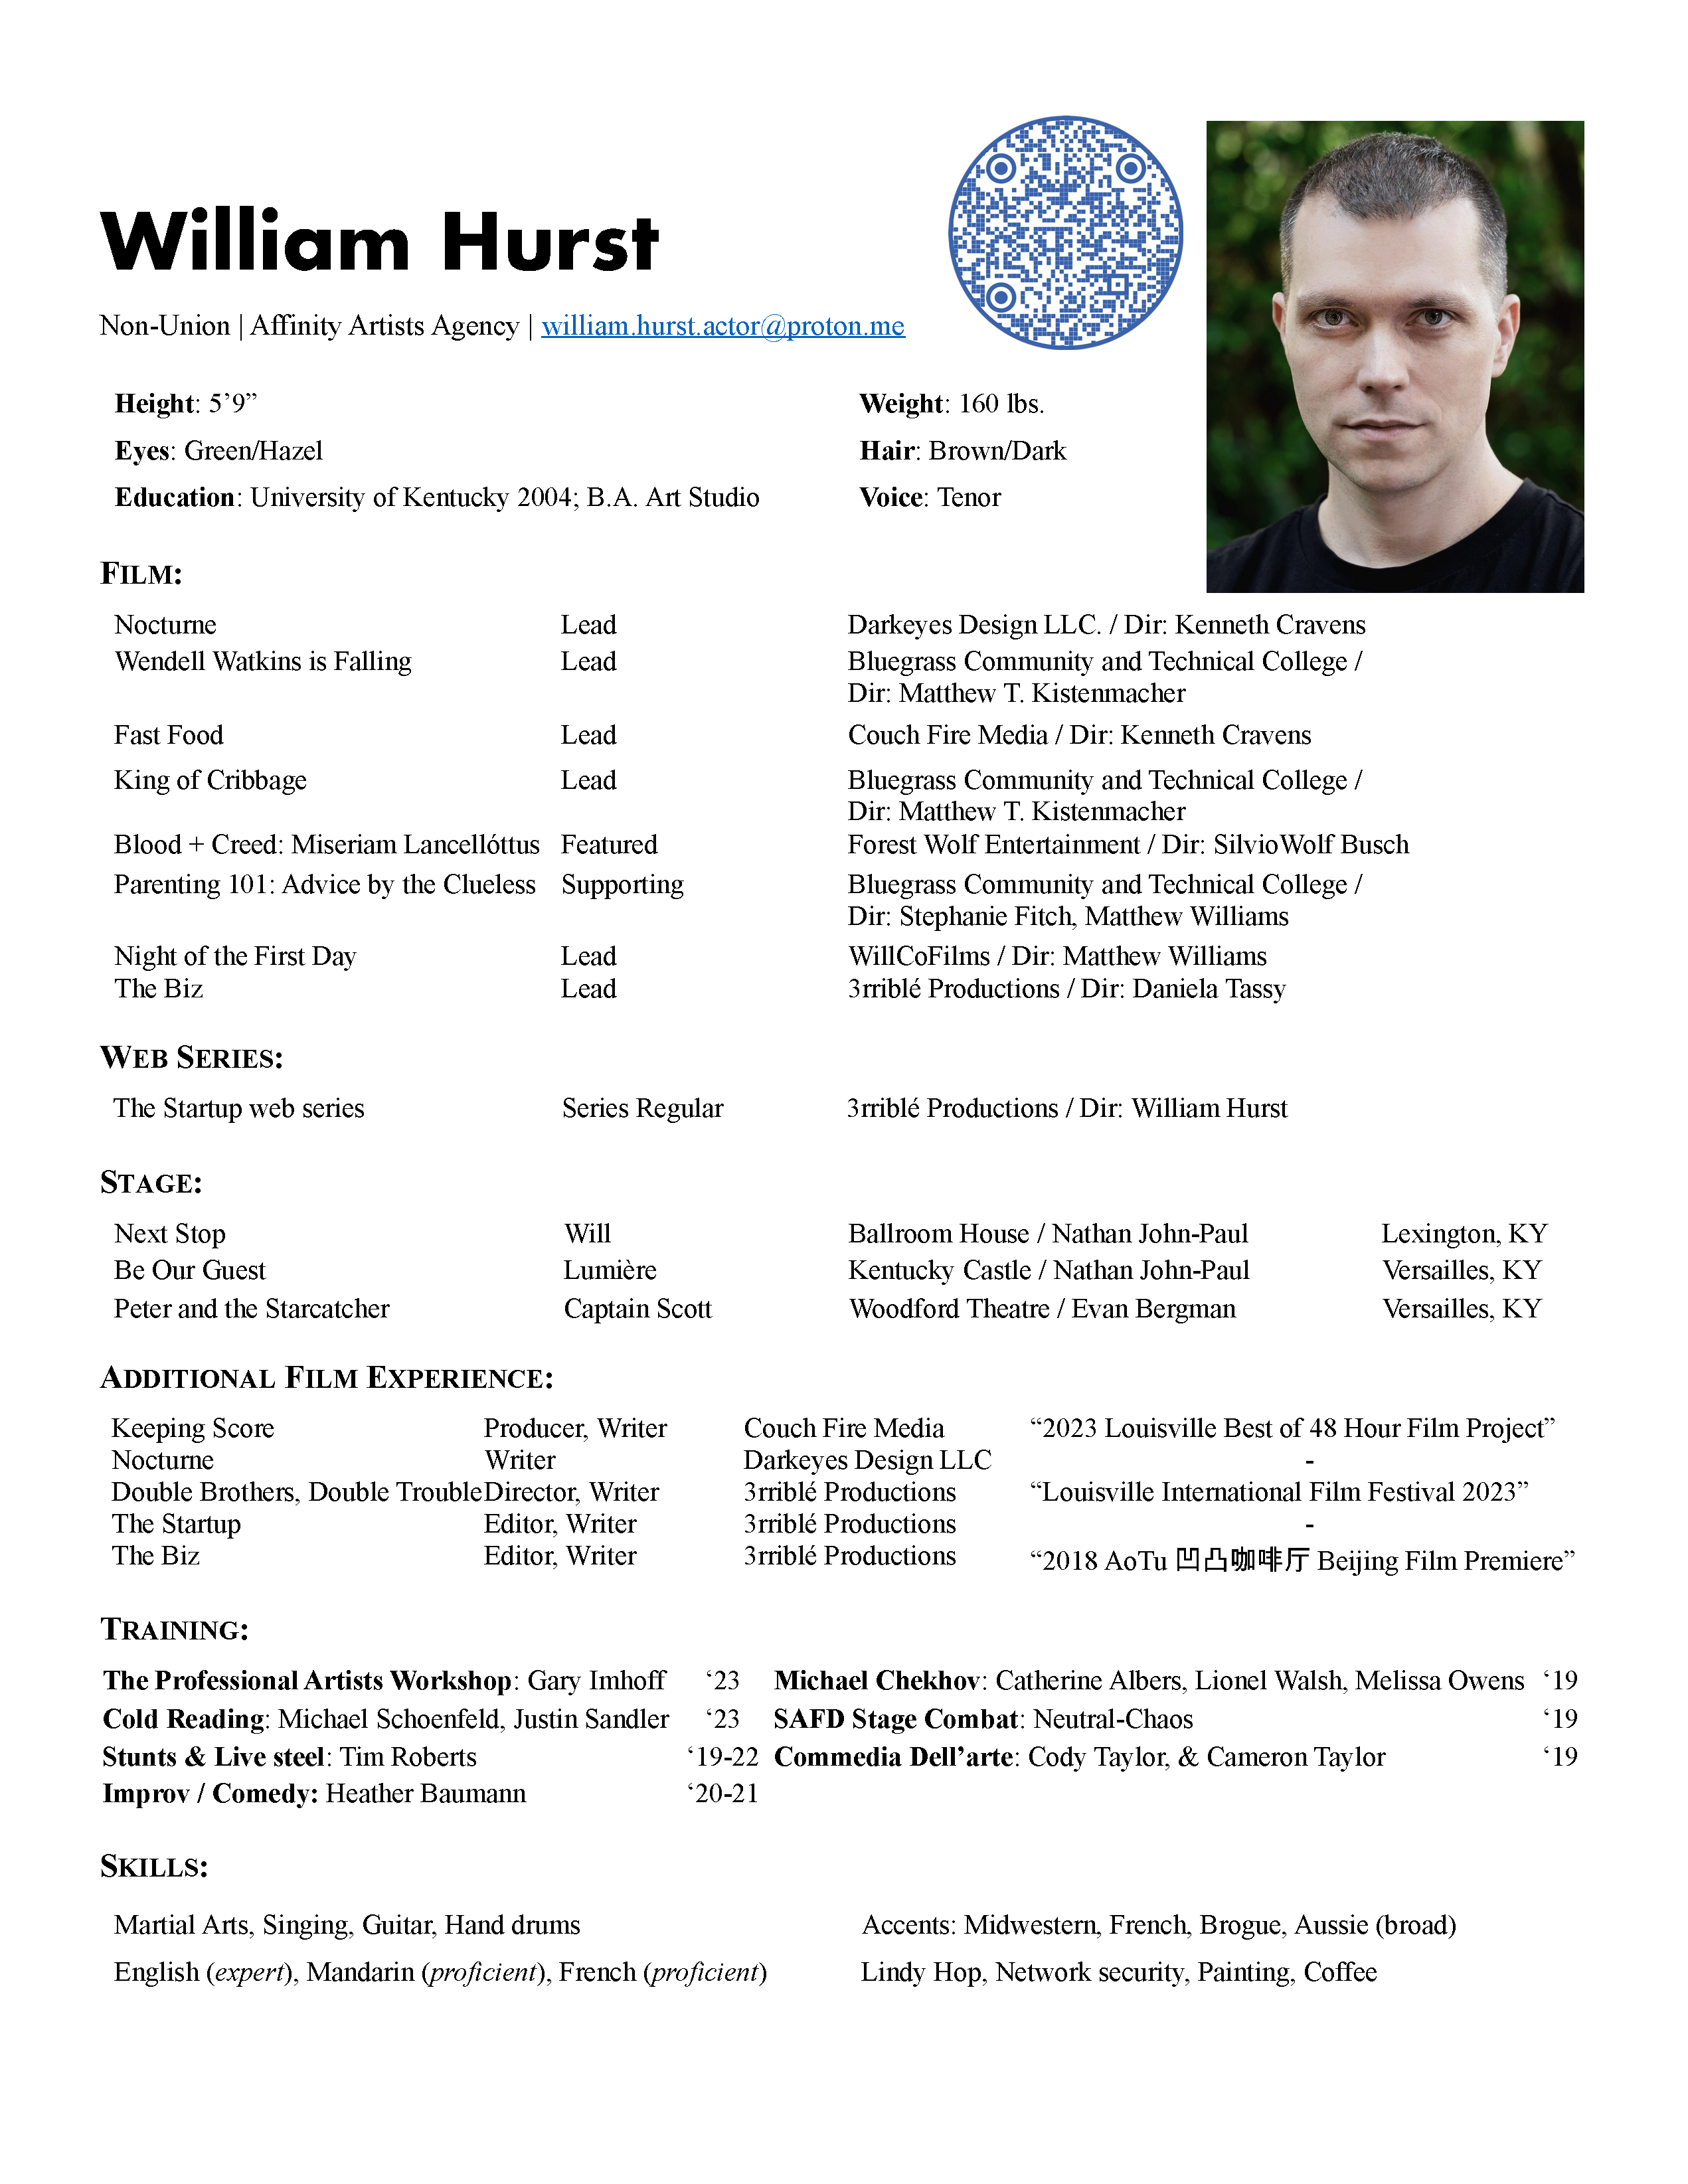 William Hurst
Non-Union | Affinity Artists Agency | william.hurst.actor@proton.me
Height: 5’9” Weight: 160 lbs.
Eyes: Green/Hazel Hair: Brown/Dark
Education: University of Kentucky 2004; B.A. Art Studio Voice: Tenor
FILM:
Nocturne Lead Darkeyes Design LLC. / Dir: Kenneth Cravens
Wendell Watkins is Falling Lead Bluegrass Community and Technical College /
Dir: Matthew T. Kistenmacher
Fast Food Lead Couch Fire Media / Dir: Kenneth Cravens
King of Cribbage Lead Bluegrass Community and Technical College /
Dir: Matthew T. Kistenmacher
Blood + Creed: Miseriam Lancellóttus Featured Forest Wolf Entertainment / Dir: SilvioWolf Busch
Parenting 101: Advice by the Clueless Supporting Bluegrass Community and Technical College /
Dir: Stephanie Fitch, Matthew Williams
Night of the First Day Lead WillCoFilms / Dir: Matthew Williams
The Biz Lead 3rriblé Productions / Dir: Daniela Tassy
WEB SERIES:
The Startup web series Series Regular 3rriblé Productions / Dir: William Hurst
STAGE:
Next Stop Will Ballroom House / Nathan John-Paul Lexington, KY
Be Our Guest Lumière Kentucky Castle / Nathan John-Paul Versailles, KY
Peter and the Starcatcher Captain Scott Woodford Theatre / Evan Bergman Versailles, KY
ADDITIONAL FILM EXPERIENCE:
Keeping Score Producer, Writer Couch Fire Media “2023 Louisville Best of 48 Hour Film Project”
Nocturne Writer Darkeyes Design LLC -
Double Brothers, Double Trouble Director, Writer 3rriblé Productions “Louisville International Film Festival 2023”
The Startup Editor, Writer 3rriblé Productions -
The Biz Editor, Writer 3rriblé Productions “2018 AoTu 凹凸咖啡厅 Beijing Film Premiere”
TRAINING:
The Professional Artists Workshop: Gary Imhoff ‘23 Michael Chekhov: Catherine Albers, Lionel Walsh, Melissa Owens ‘19
Cold Reading: Michael Schoenfeld, Justin Sandler ‘23 SAFD Stage Combat: Neutral-Chaos ‘19
Stunts & Live steel: Tim Roberts ‘19-22 Commedia Dell’arte: Cody Taylor, & Cameron Taylor ‘19
Improv / Comedy: Heather Baumann ‘20-21
SKILLS:
Martial Arts, Singing, Guitar, Hand drums Accents: Midwestern, French, Brogue, Aussie (broad)
English (expert), Mandarin (proficient), French (proficient) Lindy Hop, Network security, Painting, Coffee